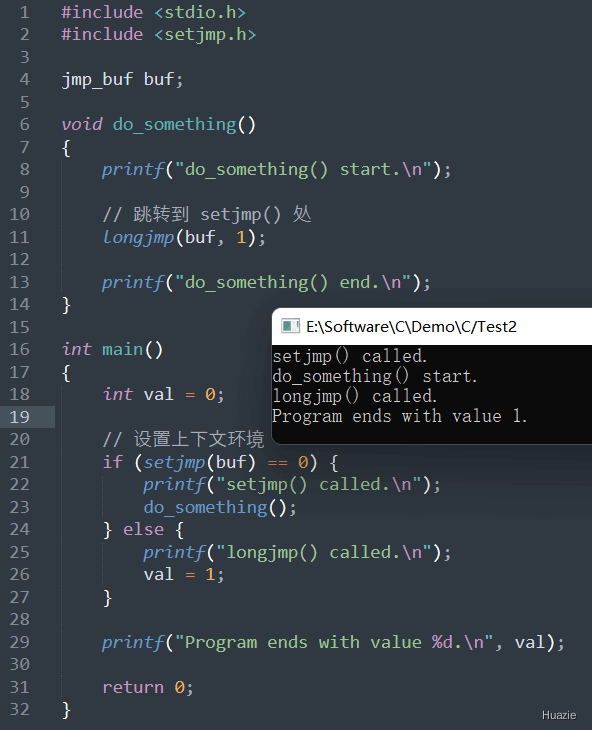 1 #include <stdio.h>
2 #include <setjmp.h>
3
4 jmp_buf buf;
5
6 void do_something()
7 {
8     printf("do_something() start.\n");
9
10     // 跳转到 setjmp() 处
11     longjmp(buf, 1);
12
13     printf("do_something() end.\n");
14 }
15
16 int main()
17 {
18     int val = 0;
19
20     // 设置上下文环境
21     if (setjmp(buf) == 0) {
22         printf("setjmp() called.\n");
23         do_something();
24     } else {
25         printf("longjmp() called.\n");
26         val = 1;
27     }
28
29     printf("Program ends with value %d.\n", val);
30
31     return 0;
32 }
E:\Software\C\Demo\C/Test2
setjmp() called.
do_something() start.
longjmp() called.
Program ends with value 1.
Huazie